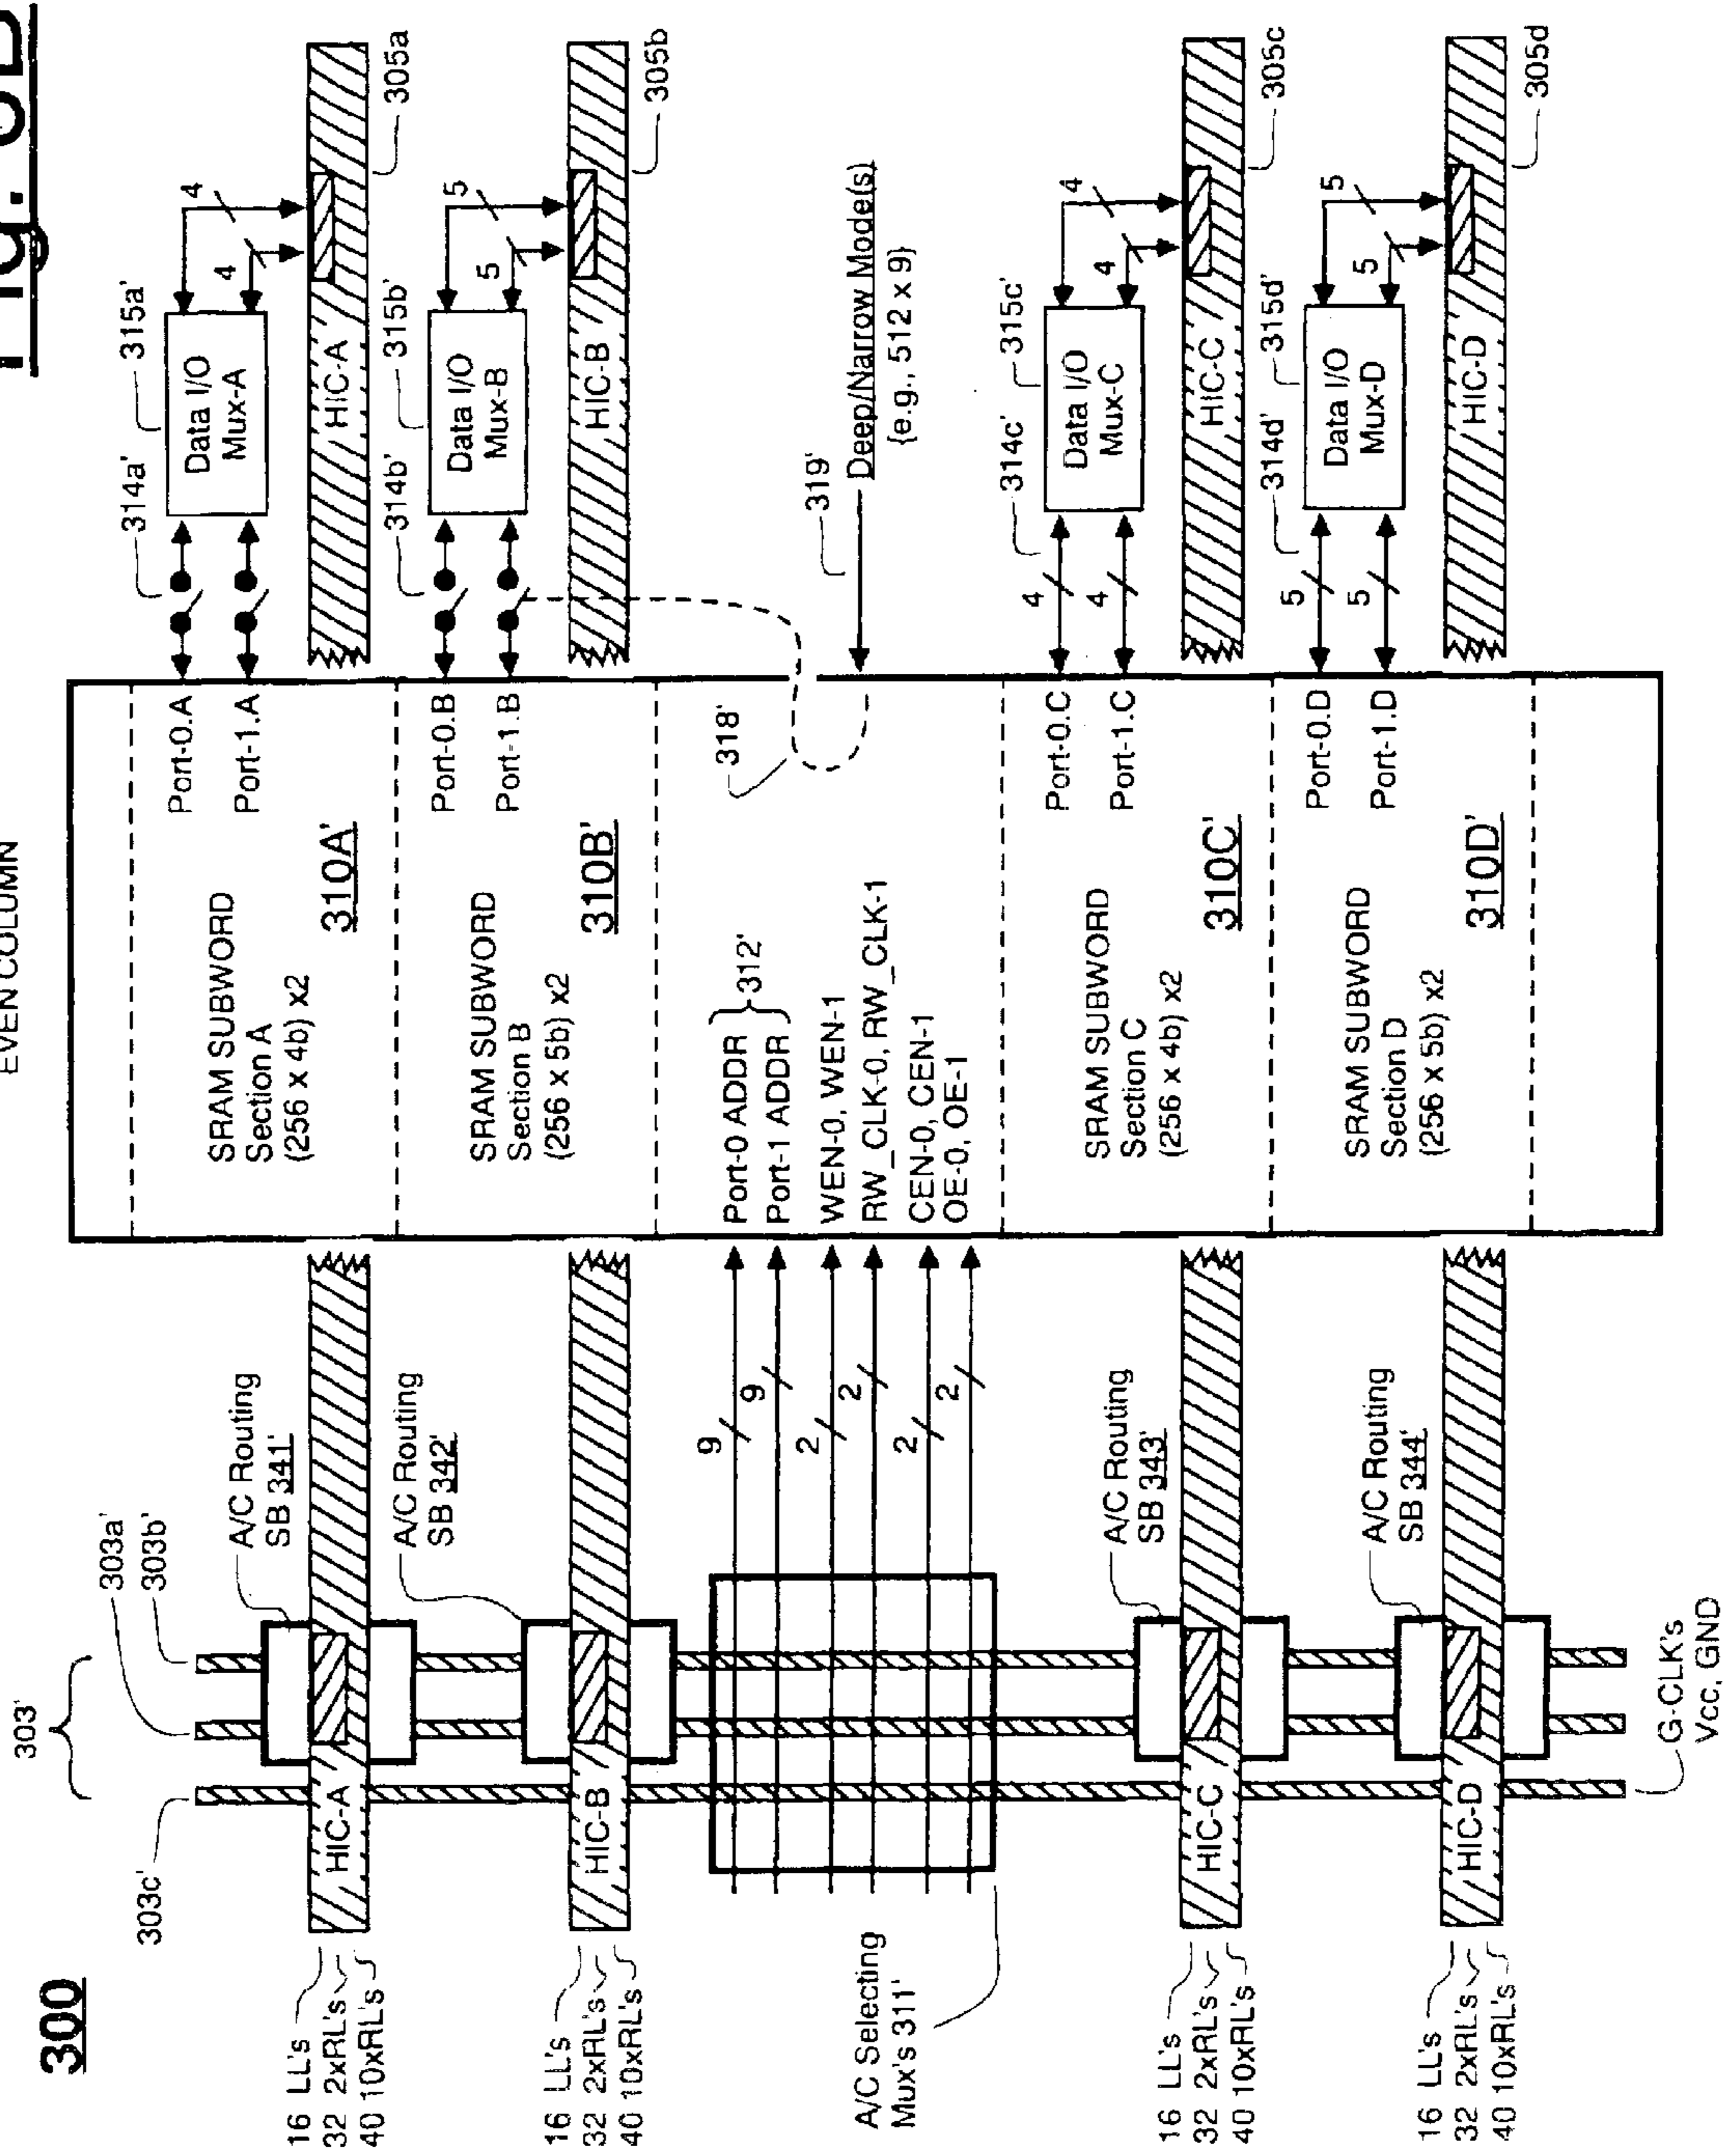 300
EVEN COLUMN
303'
303a'
303b'
303c'
A/C Routing
SB 341'
A/C Routing
SB 342'
A/C Routing
SB 343'
A/C Routing
SB 344'
16 LL's
32 2xRL's
40 10xRL's
HIC-A
16 LL's
32 2xRL's
40 10xRL's
HIC-B
A/C Selecting
Mux's 311'
16 LL's
32 2xRL's
40 10xRL's
HIC-C
16 LL's
32 2xRL's
40 10xRL's
HIC-D
G-CLK's
Vcc, GND
9
9
2
2
2
2
SRAM SUBWORD
Section A
(256 x 4b) x2
310A'
Port-0.A
Port-1.A
SRAM SUBWORD
Section B
(256 x 5b) x2
310B'
Port-0.B
Port-1.B
Port-0 ADDR
Port-1 ADDR
312'
WEN-0, WEN-1
RW_CLK-0, RW_CLK-1
CEN-0, CEN-1
OE-0, OE-1
318'
SRAM SUBWORD
Section C
(256 x 4b) x2
310C'
Port-0.C
Port-1.C
SRAM SUBWORD
Section D
(256 x 5b) x2
310D'
Port-0.D
Port-1.D
314a'
315a'
Data I/O
Mux-A
4
4
HIC-A
305a
314b'
315b'
Data I/O
Mux-B
5
5
HIC-B
305b
319'
Deep/Narrow Mode(s)
{e.g., 512 x 9}
314c'
315c'
4
4
Data I/O
Mux-C
4
4
HIC-C
305c
314d'
315d'
5
5
Data I/O
Mux-D
5
5
HIC-D
305d